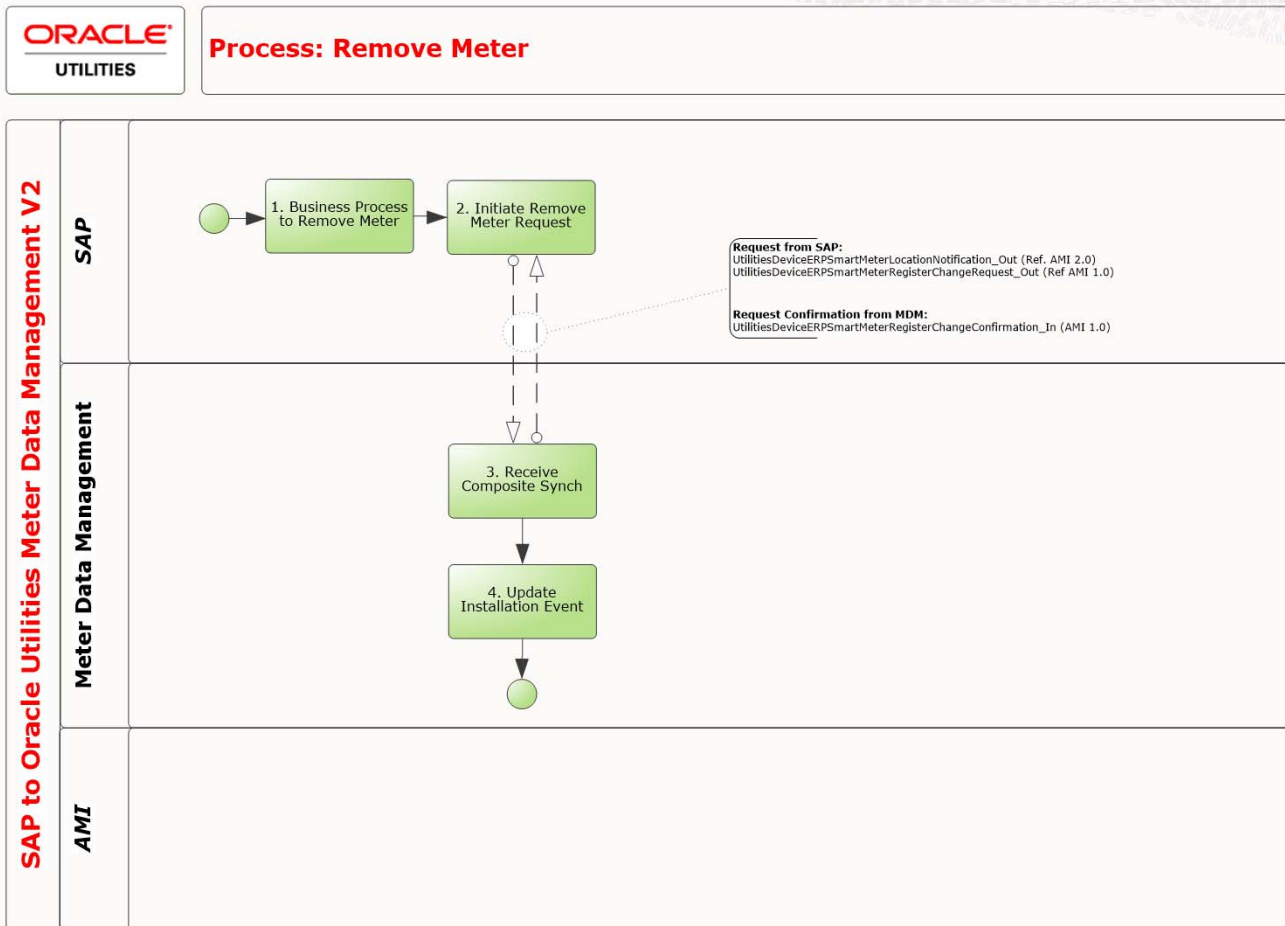 ORACLE
UTILITIES
Process: Remove Meter
SAP to Oracle Utilities Meter Data Management V2
SAP
1. Business Process
to Remove Meter
2. Initiate Remove
Meter Request
Request from SAP:
UtilitiesDeviceERPSmartMeterLocationNotification_Out (Ref. AMI 2.0)
UtilitiesDeviceERPSmartMeterRegisterChangeRequest_Out (Ref AMI 1.0)
Request Confirmation from MDM:
UtilitiesDeviceERPSmartMeterRegisterChangeConfirmation_In (AMI 1.0)
Meter Data Management
3. Receive
Composite Synch
4. Update
Installation Event
AMI